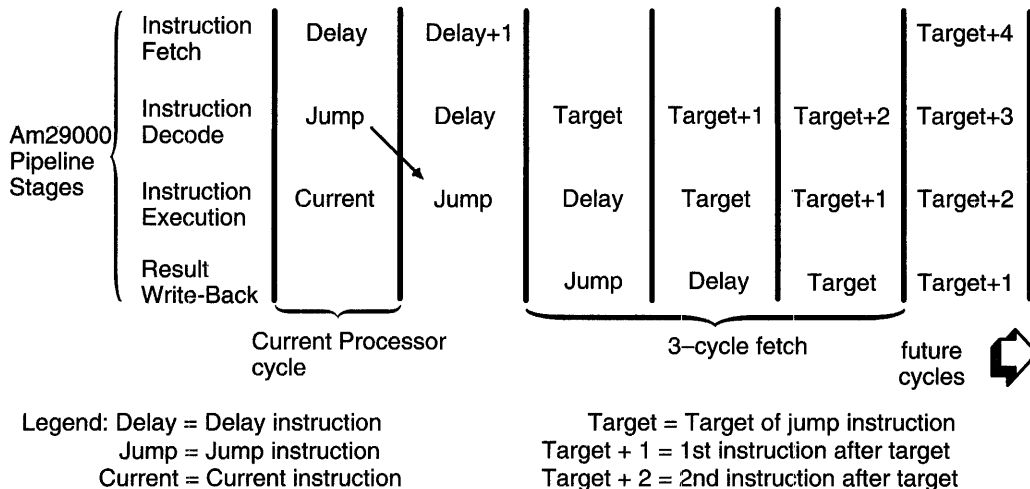 Instruction Fetch Delay Delay+1 Target+4
Am29000 Pipeline Stages
Instruction Decode Jump Delay Target Target+1 Target+2 Target+3
Instruction Execution Current Jump Delay Target Target+1 Target+2
Result Write-Back Jump Delay Target Target+1
Current Processor cycle
3–cycle fetch
future cycles
Legend: Delay = Delay instruction
Jump = Jump instruction
Current = Current instruction
Target = Target of jump instruction
Target + 1 = 1st instruction after target
Target + 2 = 2nd instruction after target